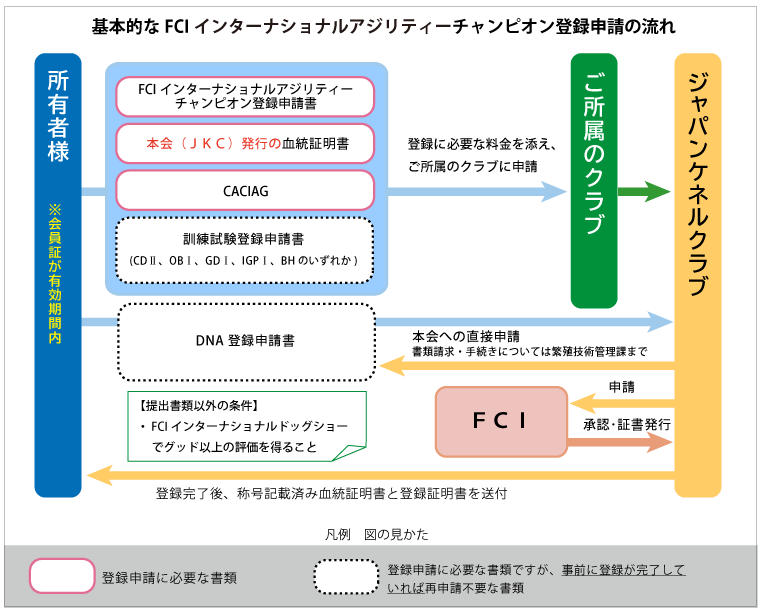 基本的な FCI インターナショナルアジリティーチャンピオン登録申請の流れ
所有者様
※会員証が有効期間内
FCI インターナショナルアジリティー
チャンピオン登録申請書
本会（ＪＫＣ）発行の血統証明書
CACIAG
訓練試験登録申請書
(CDⅡ、OBⅠ、GDⅠ、IGPⅠ、BH のいずれか)
登録に必要な料金を添え、
ご所属のクラブに申請
ご所属のクラブ
ジャパンケネルクラブ
DNA 登録申請書
本会への直接申請
書類請求・手続きについては繁殖技術管理課まで
【提出書類以外の条件】
・ FCI インターナショナルドッグショー
でグッド以上の評価を得ること
ＦＣＩ
申請
承認・証書発行
登録完了後、称号記載済み血統証明書と登録証明書を送付
凡例　図の見かた
登録申請に必要な書類
登録申請に必要な書類ですが、事前に登録が完了して
いれば再申請不要な書類